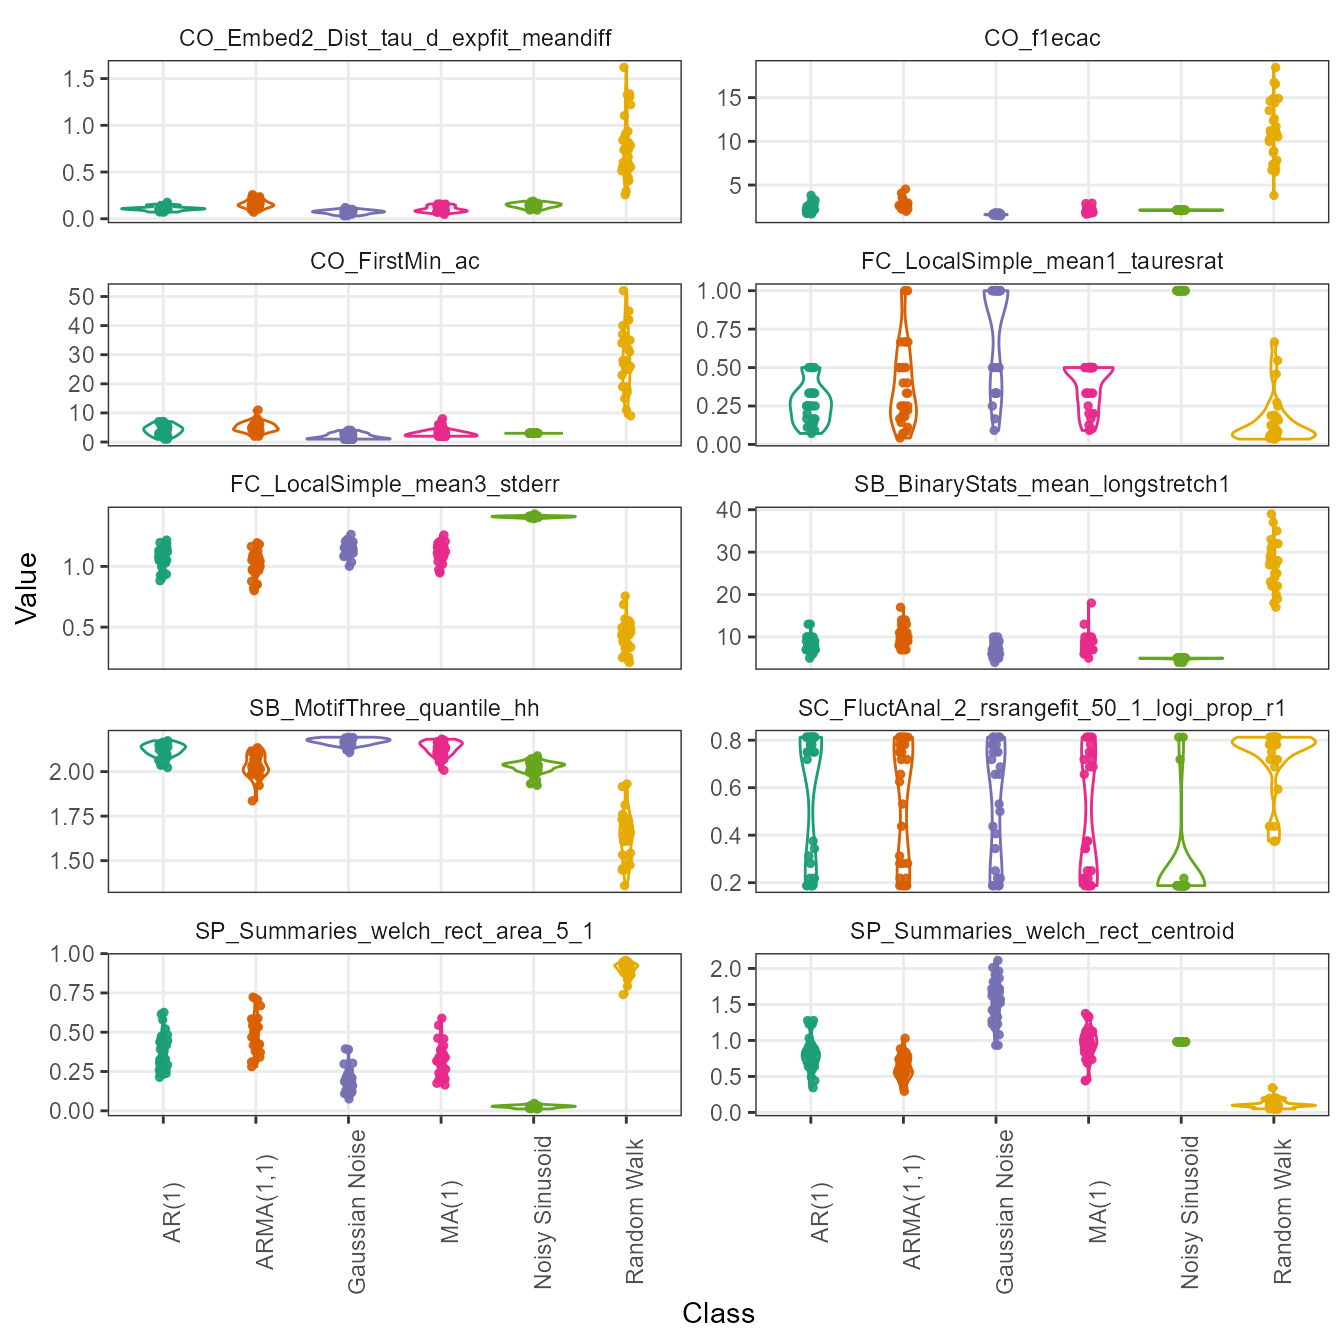 CO_Embed2_Dist_tau_d_expfit_meandiff
1.5
1.0
0.5
0.0
CO_f1ecac
15
10
5
CO_FirstMin_ac
50
40
30
20
10
0
FC_LocalSimple_mean1_tauresrat
1.00
0.75
0.50
0.25
0.00
FC_LocalSimple_mean3_stderr
1.0
0.5
SB_BinaryStats_mean_longstretch1
40
30
20
10
SB_MotifThree_quantile_hh
2.00
1.75
1.50
SC_FluctAnal_2_rsrangefit_50_1_logi_prop_r1
0.8
0.6
0.4
0.2
SP_Summaries_welch_rect_area_5_1
1.00
0.75
0.50
0.25
0.00
SP_Summaries_welch_rect_centroid
2.0
1.5
1.0
0.5
0.0
AR(1)
ARMA(1,1)
Gaussian Noise
MA(1)
Noisy Sinusoid
Random Walk
AR(1)
ARMA(1,1)
Gaussian Noise
MA(1)
Noisy Sinusoid
Random Walk
Value
Class